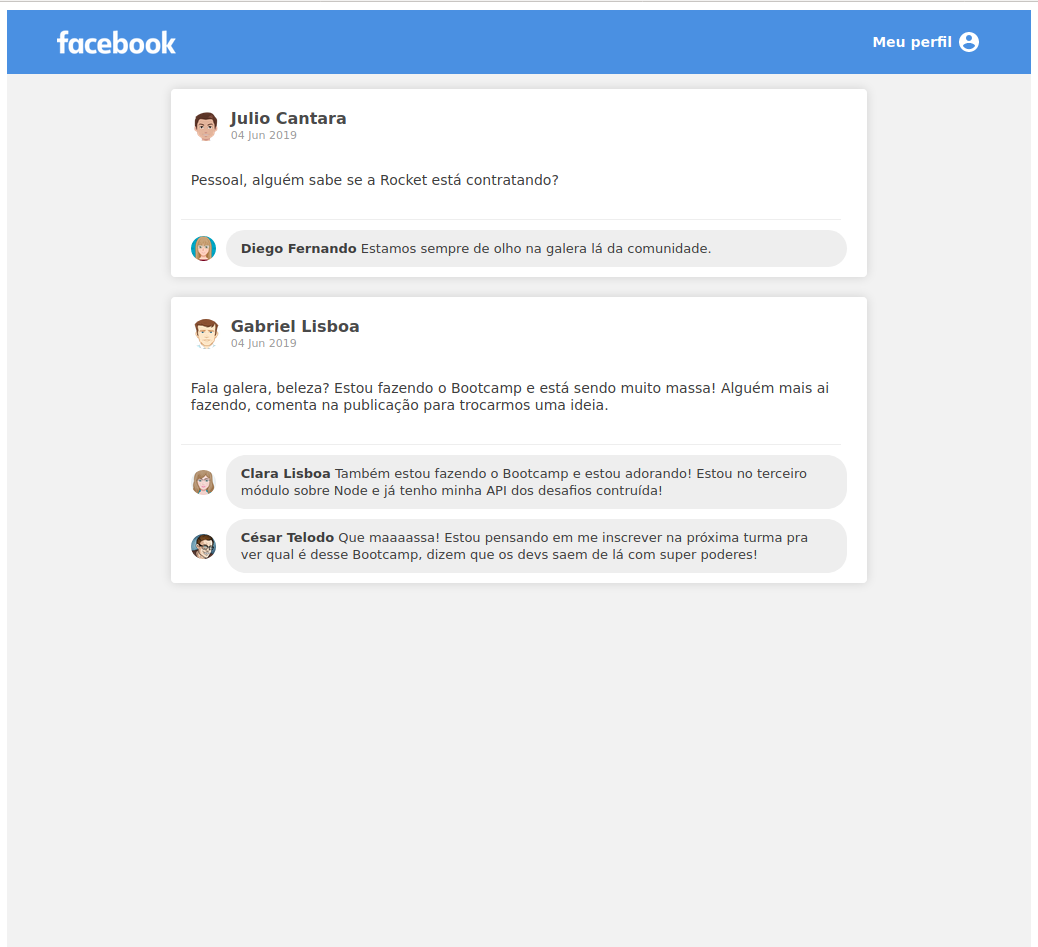 facebook
Meu perfil
Julio Cantara
04 Jun 2019
Pessoal, alguém sabe se a Rocket está contratando?
Diego Fernando Estamos sempre de olho na galera lá da comunidade.
Gabriel Lisboa
04 Jun 2019
Fala galera, beleza? Estou fazendo o Bootcamp e está sendo muito massa! Alguém mais ai
fazendo, comenta na publicação para trocarmos uma ideia.
Clara Lisboa Também estou fazendo o Bootcamp e estou adorando! Estou no terceiro
módulo sobre Node e já tenho minha API dos desafios contruída!
César Telodo Que maaaassa! Estou pensando em me inscrever na próxima turma pra
ver qual é desse Bootcamp, dizem que os devs saem de lá com super poderes!